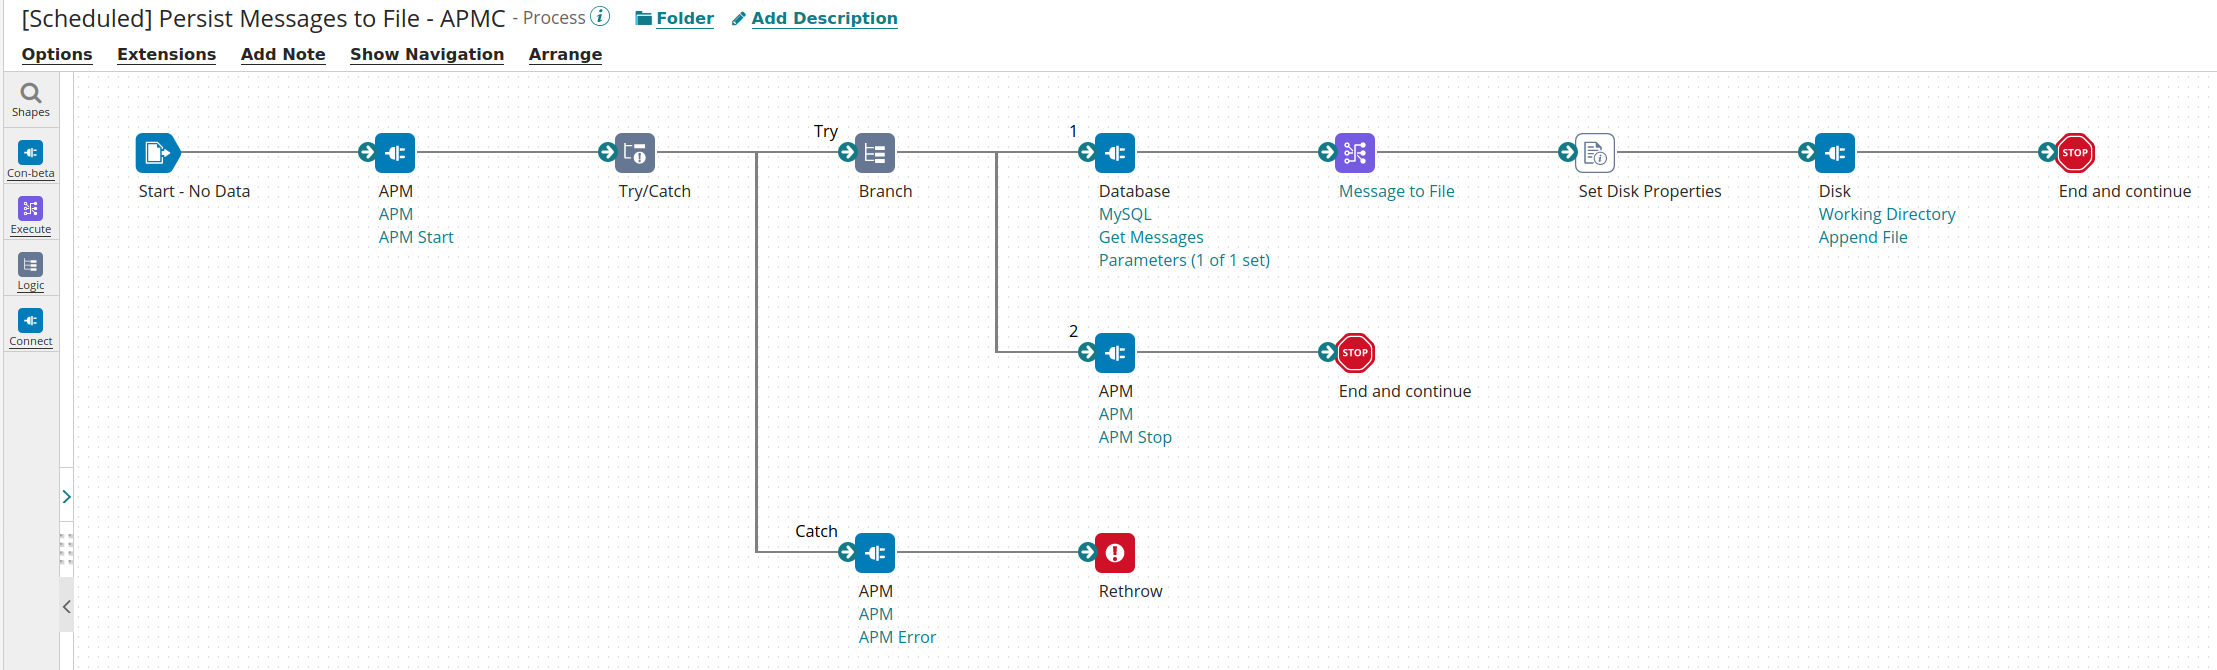 [Scheduled] Persist Messages to File - APMC - Process i Folder Add Description
Options Extensions Add Note Show Navigation Arrange
Shapes
Con-beta
Execute
Logic
Connect
Start - No Data
APM
APM
APM Start
Try/Catch
Try
Branch
1
Database
MySQL
Get Messages
Parameters (1 of 1 set)
Message to File
Set Disk Properties
Disk
Working Directory
Append File
STOP
End and continue
2
APM
APM
APM Stop
STOP
End and continue
Catch
APM
APM
APM Error
Rethrow